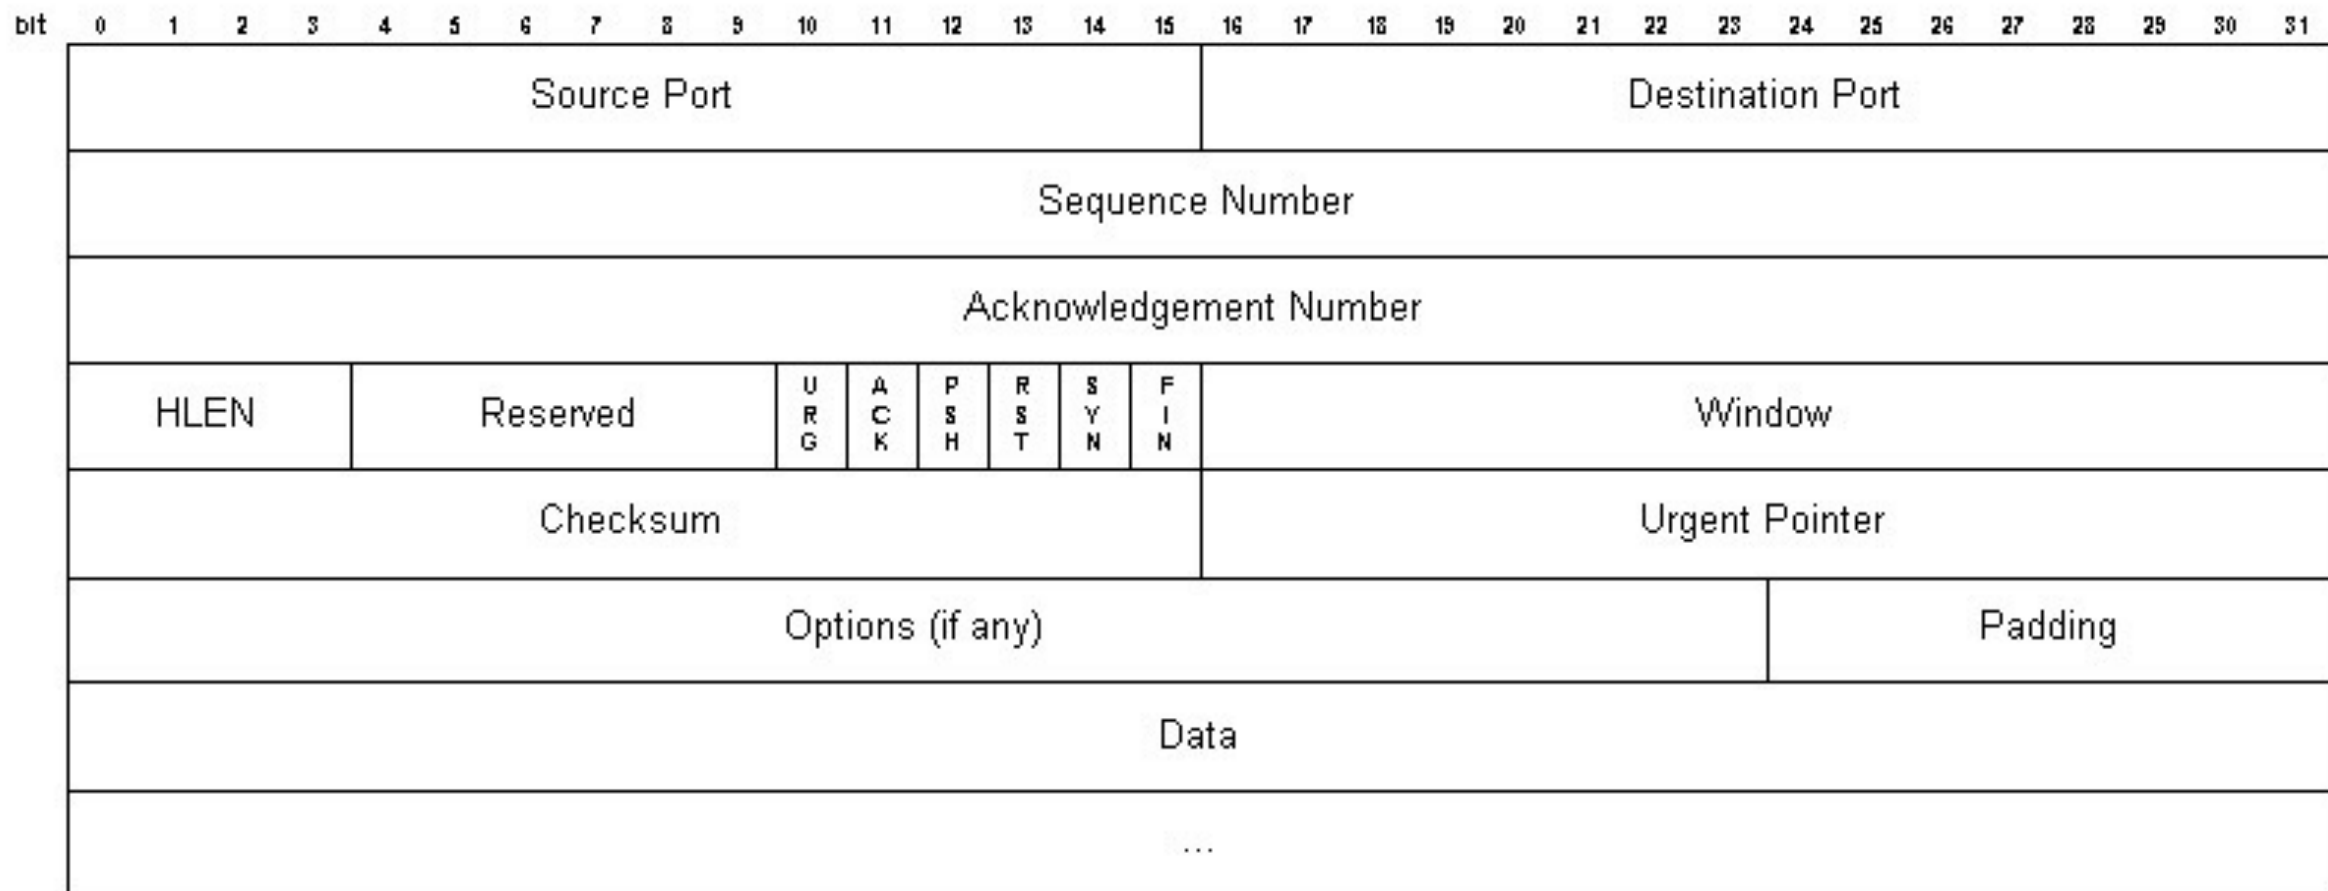 bit 0 1 2 3 4 5 6 7 8 9 10 11 12 13 14 15 16 17 18 19 20 21 22 23 24 25 26 27 28 29 30 31
Source Port Destination Port
Sequence Number
Acknowledgement Number
HLEN Reserved URG ACK PSH RST SYN FIN Window
Checksum Urgent Pointer
Options (if any) Padding
Data
...